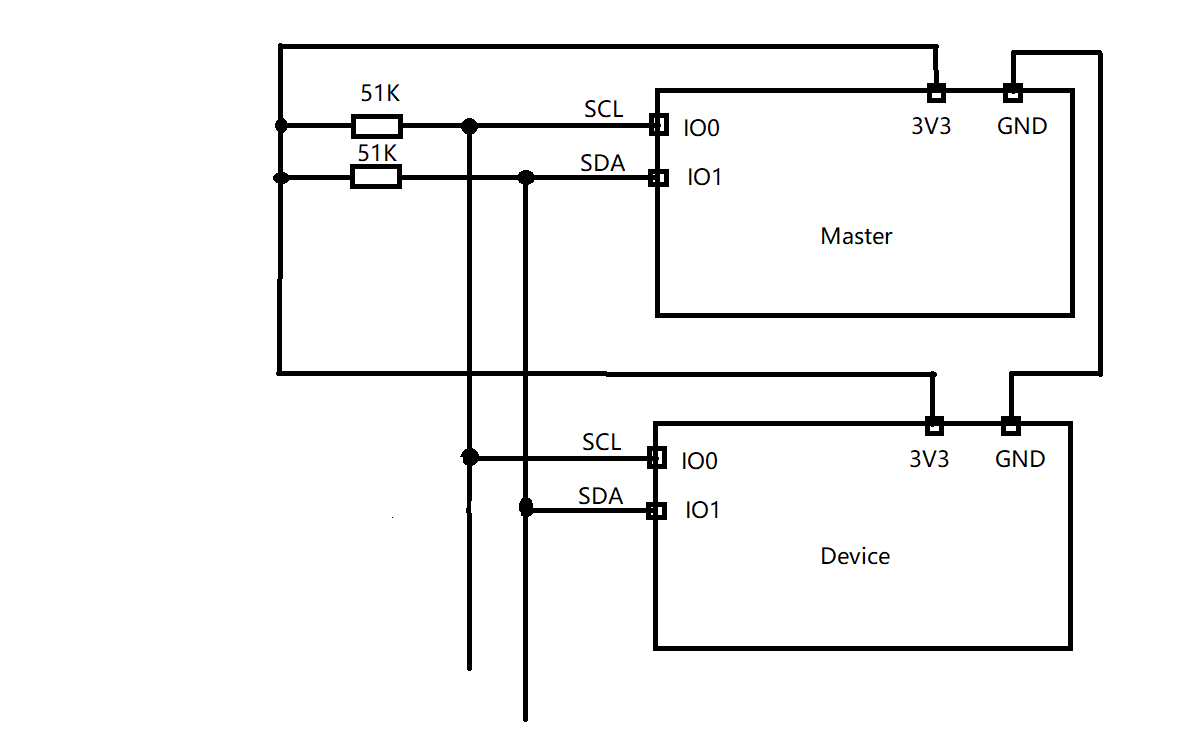 51K
SCL
IO0
3V3
GND
51K
SDA
IO1
Master
SCL
IO0
3V3
GND
SDA
IO1
Device